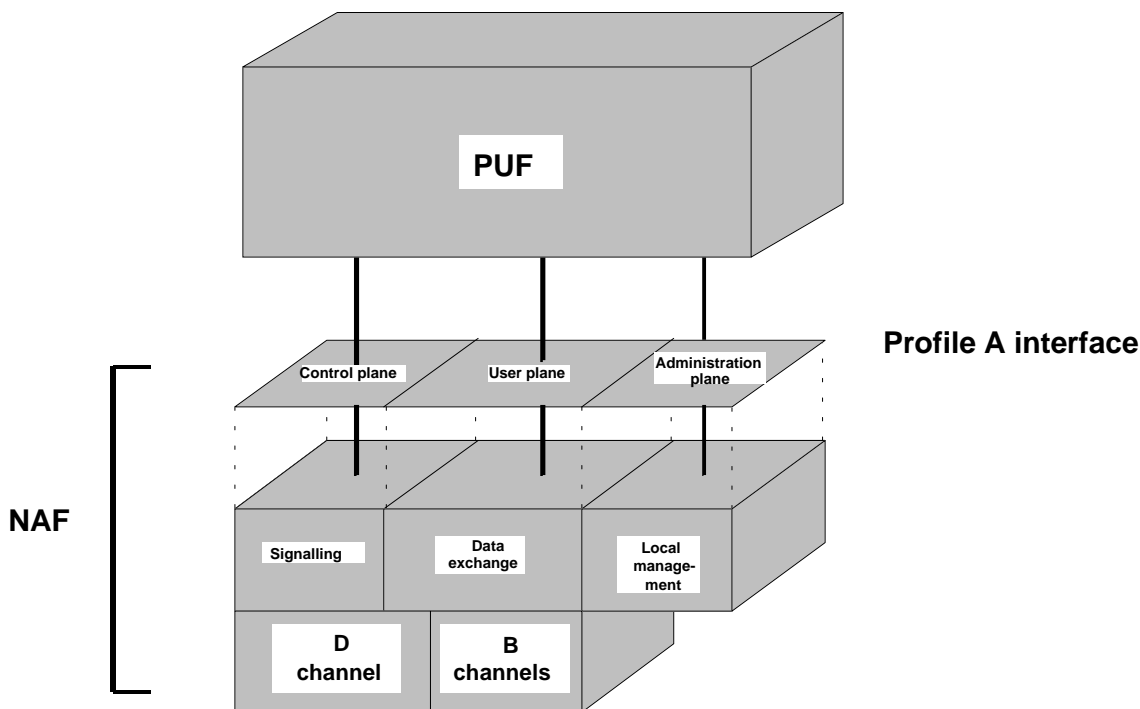 PUF
Profile A interface
Control plane
User plane
Administration
plane
NAF
Signalling
Data
exchange
Local
manage-
ment
D
channel
B
channels